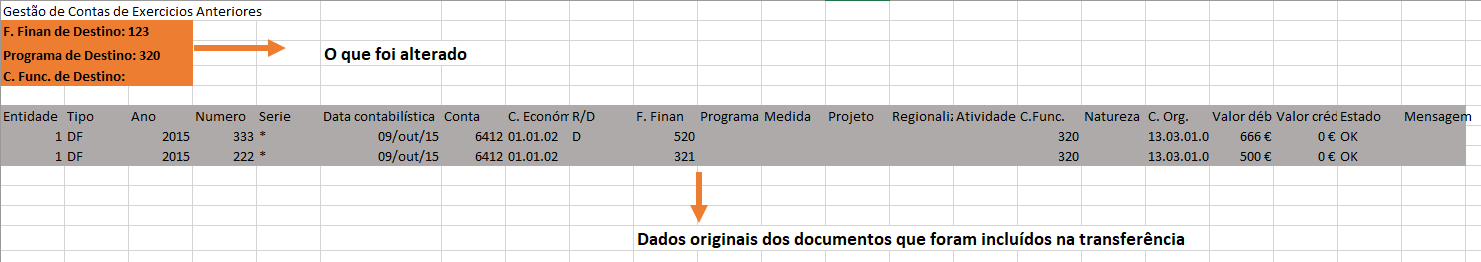 Gestão de Contas de Exercicios Anteriores
F. Finan de Destino: 123
Programa de Destino: 320
O que foi alterado
C. Func. de Destino:
Entidade Tipo Ano Numero Serie Data contabilística Conta C. Económ R/D F. Finan Programa Medida Projeto Regionaliz Atividade C.Func. Natureza C. Org. Valor déb Valor créd Estado Mensagem
1 DF 2015 333 * 09/out/15 6412 01.01.02 D 520 320 13.03.01.0 666 € 0 € OK
1 DF 2015 222 * 09/out/15 6412 01.01.02 321 320 13.03.01.0 500 € 0 € OK
Dados originais dos documentos que foram incluídos na transferência